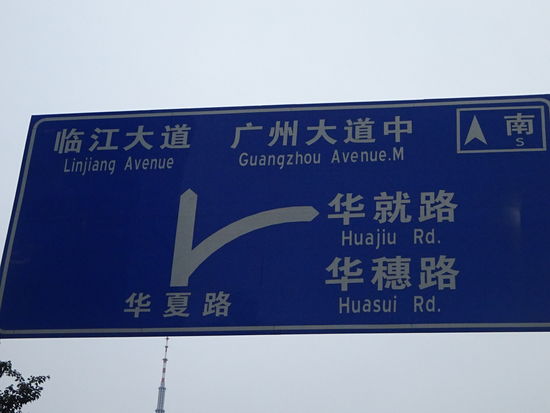 临江大道 广州大道中
Linjiang Avenue Guangzhou Avenue.M
南
S
华就路
Huajiu Rd.
华穗路
Huasui Rd.
华夏路